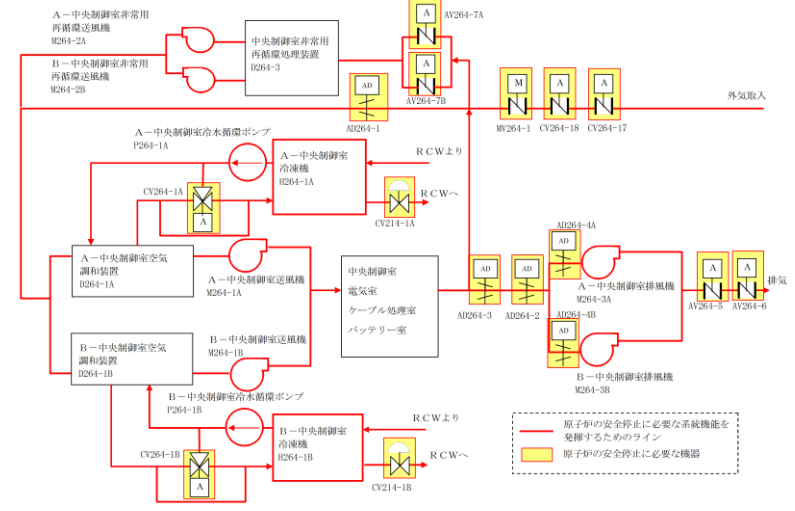 A－中央制御室非常用
再循環送風機
M264-2A
B－中央制御室非常用
再循環送風機
M264-2B
中央制御室非常用
再循環処理装置
D264-3
A
AV264-7A
A
AV264-7B
AD
AD264-1
M
MV264-1
A
CV264-18
A
CV264-17
外気取入
A－中央制御室冷水循環ポンプ
P264-1A
A－中央制御室
冷凍機
H264-1A
RCWより
RCWへ
CV264-1A
A
CV214-1A
A－中央制御室空気
調和装置
D264-1A
A－中央制御室送風機
M264-1A
中央制御室
電気室
ケーブル処理室
バッテリー室
AD
AD264-3
AD
AD264-2
AD264-4A
AD
A－中央制御室排風機
M264-3A
AD264-4B
AD
B－中央制御室排風機
M264-3B
A
AV264-5
A
AV264-6
排気
B－中央制御室送風機
M264-1B
B－中央制御室空気
調和装置
D264-1B
B－中央制御室冷水循環ポンプ
P264-1B
B－中央制御室
冷凍機
H264-1B
RCWより
RCWへ
CV264-1B
A
CV214-1B
原子炉の安全停止に必要な系統機能を
発揮するためのライン
原子炉の安全停止に必要な機器